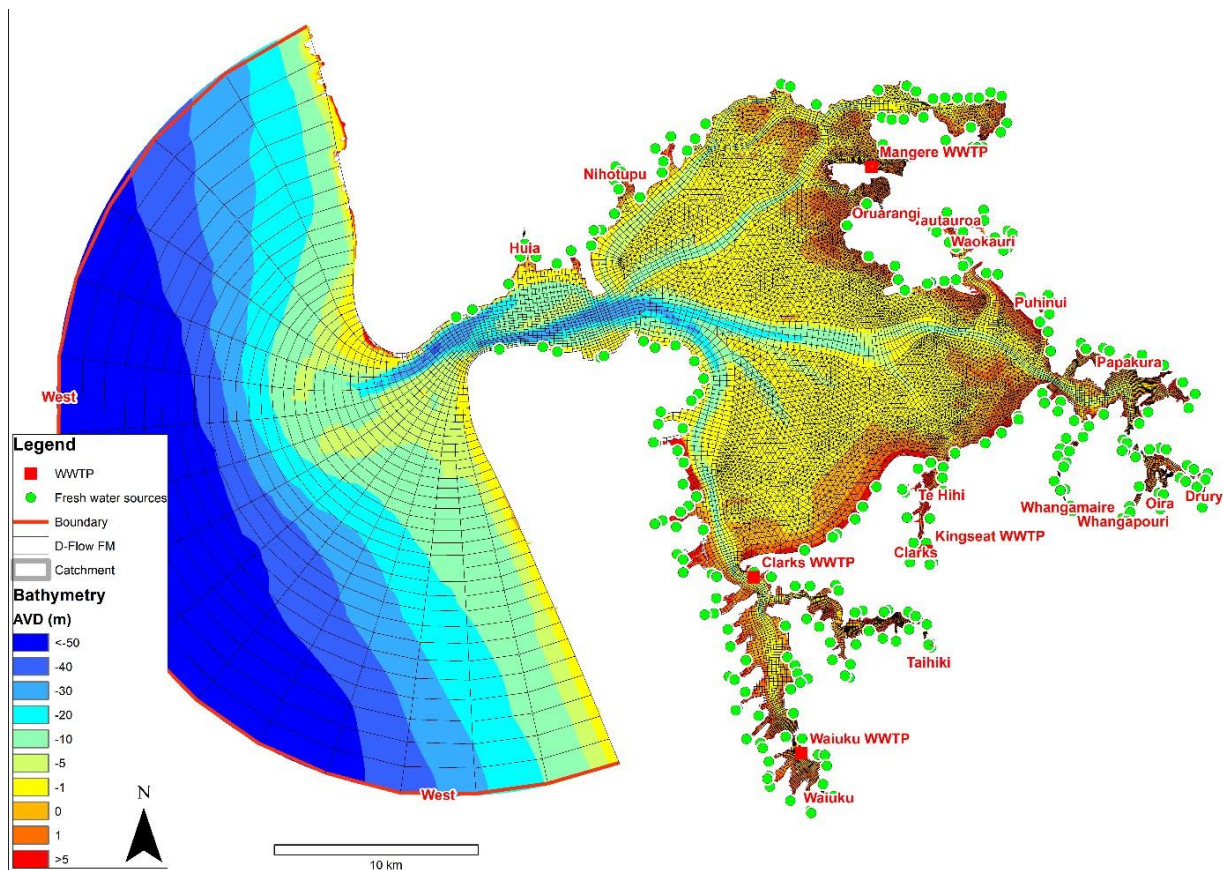 Mangere WWTP
Nihotupu
Oruarangi
autauroa
Waokauri
Huia
Puhinui
Papakura
West
Legend
WWTP
Fresh water sources
Boundary
D-Flow FM
Catchment
Bathymetry
AVD (m)
<-50
-40
-30
-20
-10
-5
-1
0
1
>5
Te Hihi
Whangamaire
Oira
Drury
Whangapouri
Kingseat WWTP
Clarks
Clarks WWTP
Taihiki
Waiuku WWTP
West
Waiuku
N
10 km